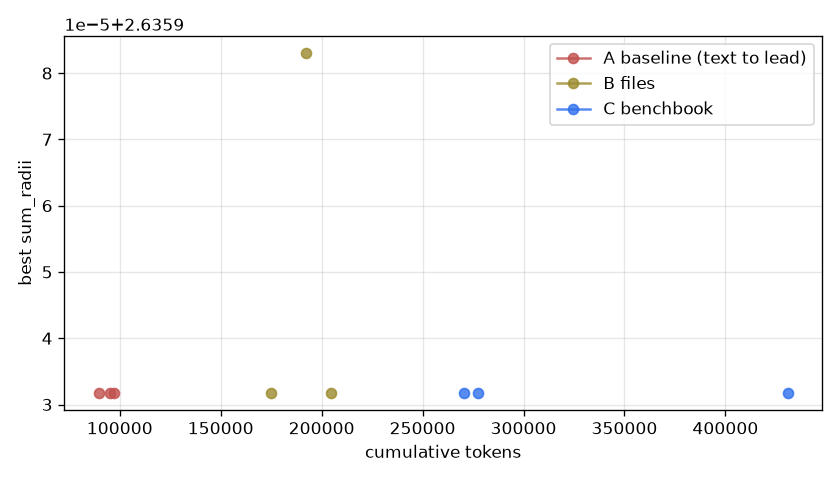 1e−5+2.6359
8
7
6
5
4
3
best sum_radii
A baseline (text to lead)
B files
C benchbook
100000 150000 200000 250000 300000 350000 400000
cumulative tokens